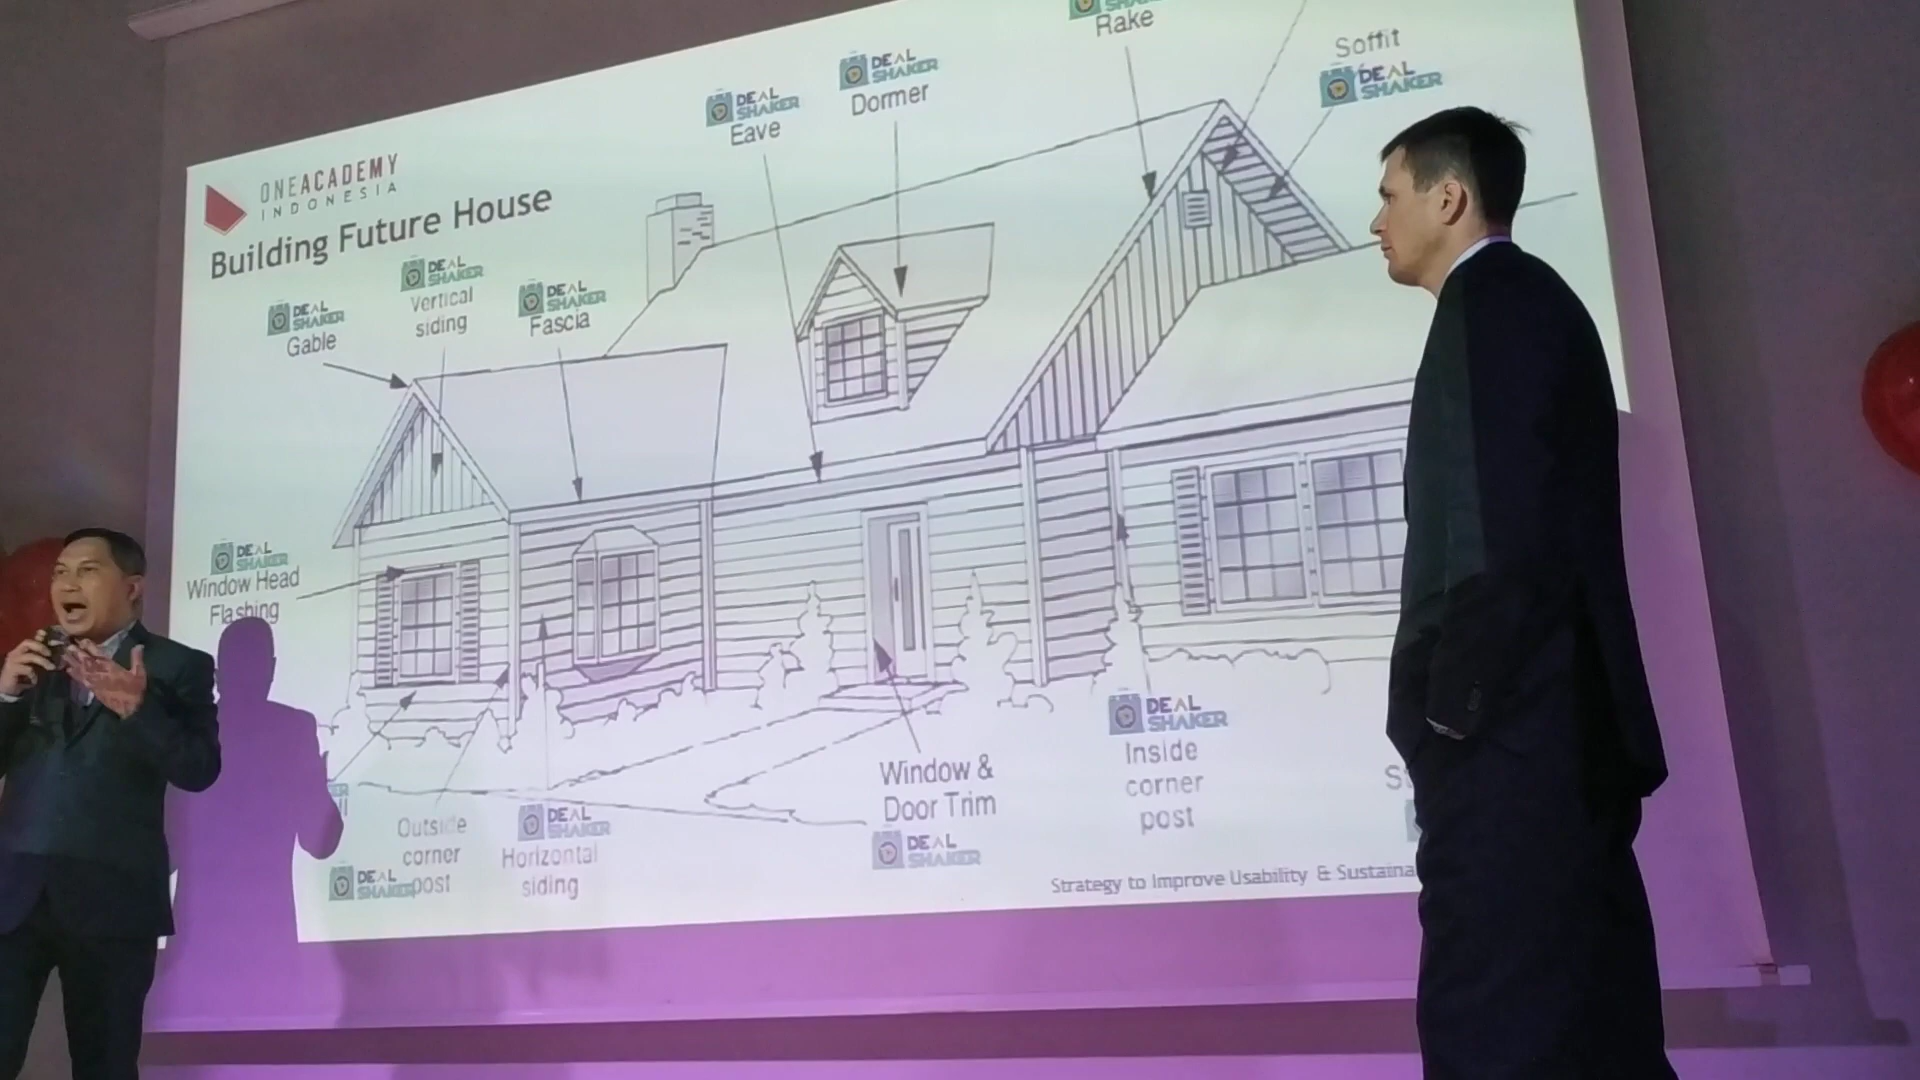 ONEACADEMY
INDONESIA
Building Future House
DEAL
SHAKER
Gable
DEAL
SHAKER
Vertical
siding
DEAL
SHAKER
Fascia
DEAL
SHAKER
Eave
DEAL
SHAKER
Dormer
Rake
Soffit
DEAL
SHAKER
DEAL
SHAKER
Window Head
Flashing
Outside
corner
post
DEAL
SHAKER
DEAL
SHAKER
Horizontal
siding
Window &
Door Trim
DEAL
SHAKER
DEAL
SHAKER
Inside
corner
post
Strategy to Improve Usability & Sustaina